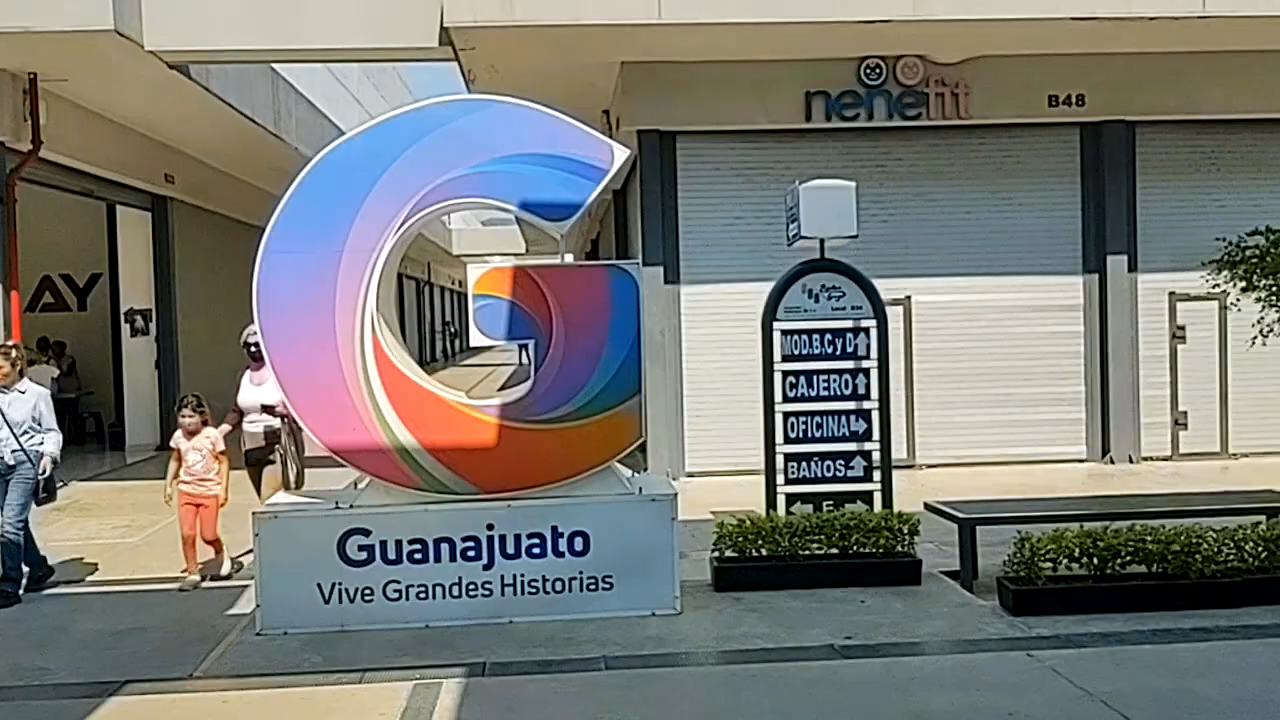 nenefit
B48
AY
MOD.B,C y D
CAJERO
OFICINA
BAÑOS
E
Guanajuato
Vive Grandes Historias